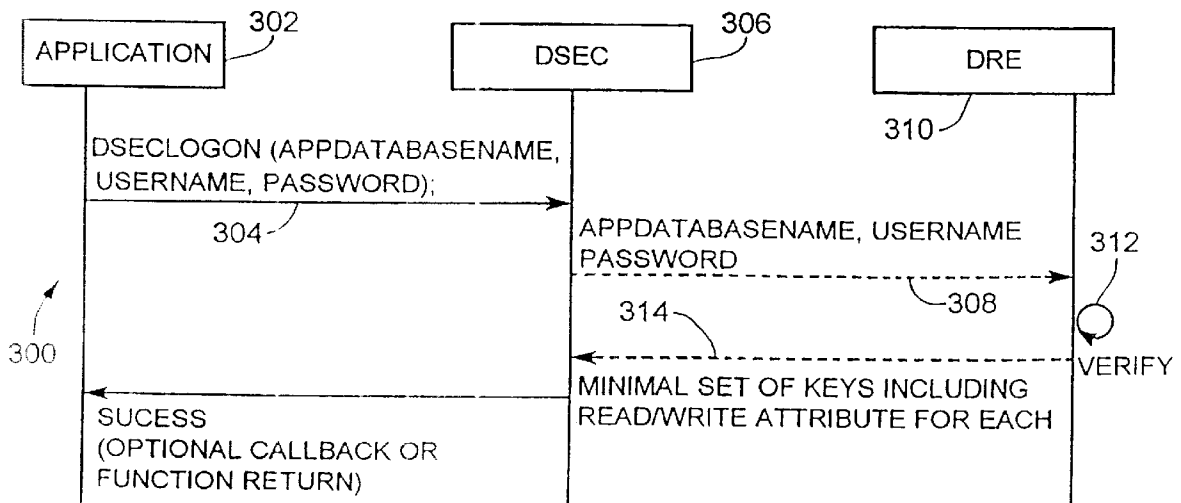 302
306
APPLICATION
DSEC
DRE
310
DSECLOGON (APPDATABASENAME,
USERNAME, PASSWORD);
304
APPDATABASENAME, USERNAME
PASSWORD
312
308
314
300
VERIFY
MINIMAL SET OF KEYS INCLUDING
READ/WRITE ATTRIBUTE FOR EACH
SUCESS
(OPTIONAL CALLBACK OR
FUNCTION RETURN)